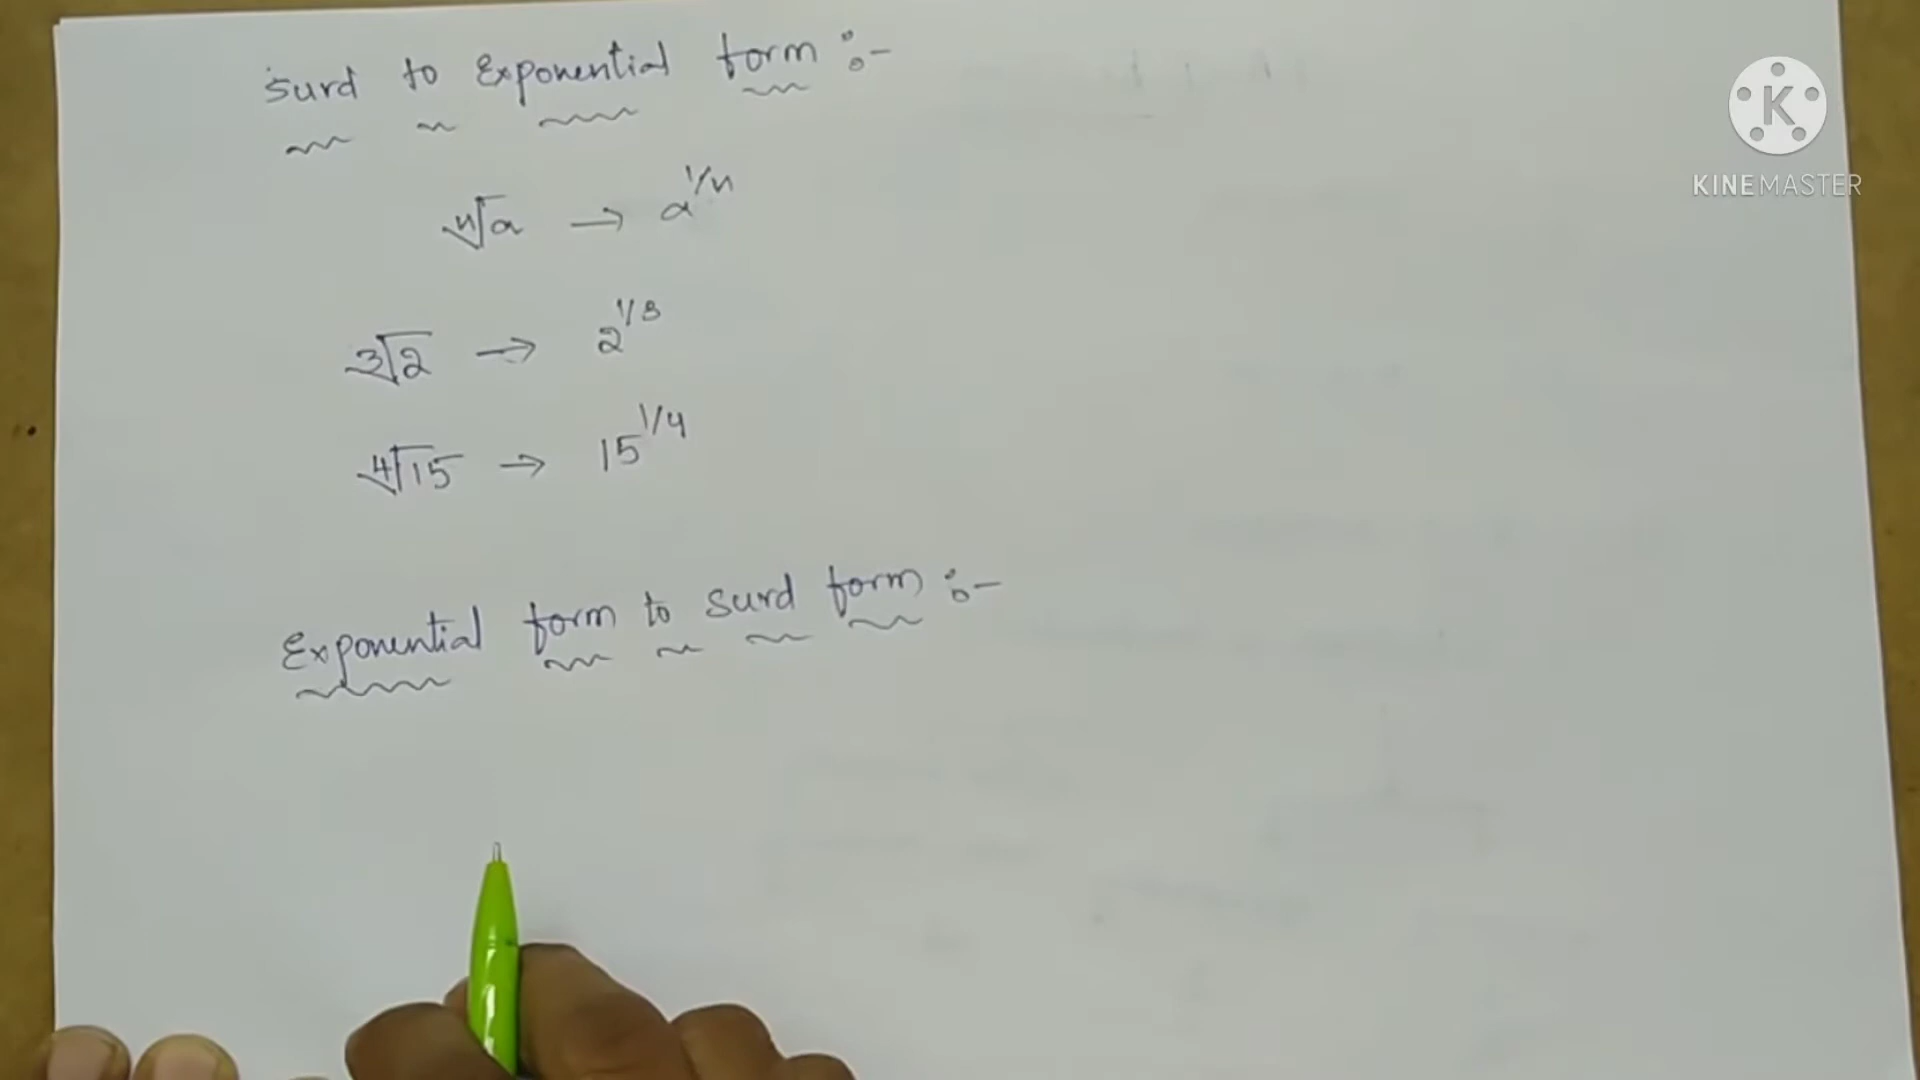 Surd to Exponential form :-
ⁿ√a → a^1/n
³√2 → 2^1/3
⁴√15 → 15^1/4
Exponential form to Surd form :-
K
KINEMASTER